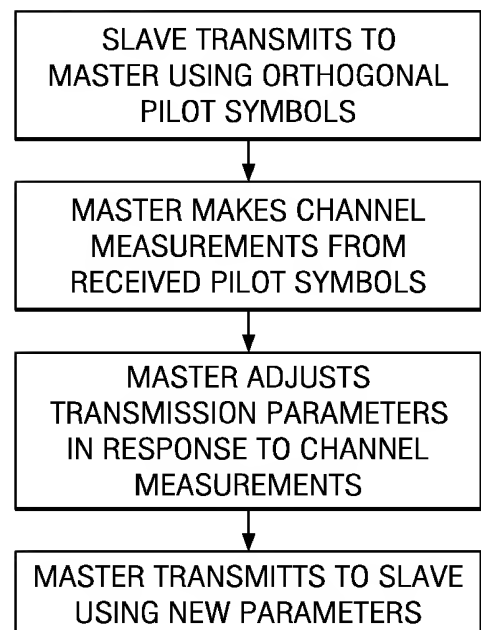 SLAVE TRANSMITS TO
MASTER USING ORTHOGONAL
PILOT SYMBOLS
MASTER MAKES CHANNEL
MEASUREMENTS FROM
RECEIVED PILOT SYMBOLS
MASTER ADJUSTS
TRANSMISSION PARAMETERS
IN RESPONSE TO CHANNEL
MEASUREMENTS
MASTER TRANSMITTS TO SLAVE
USING NEW PARAMETERS